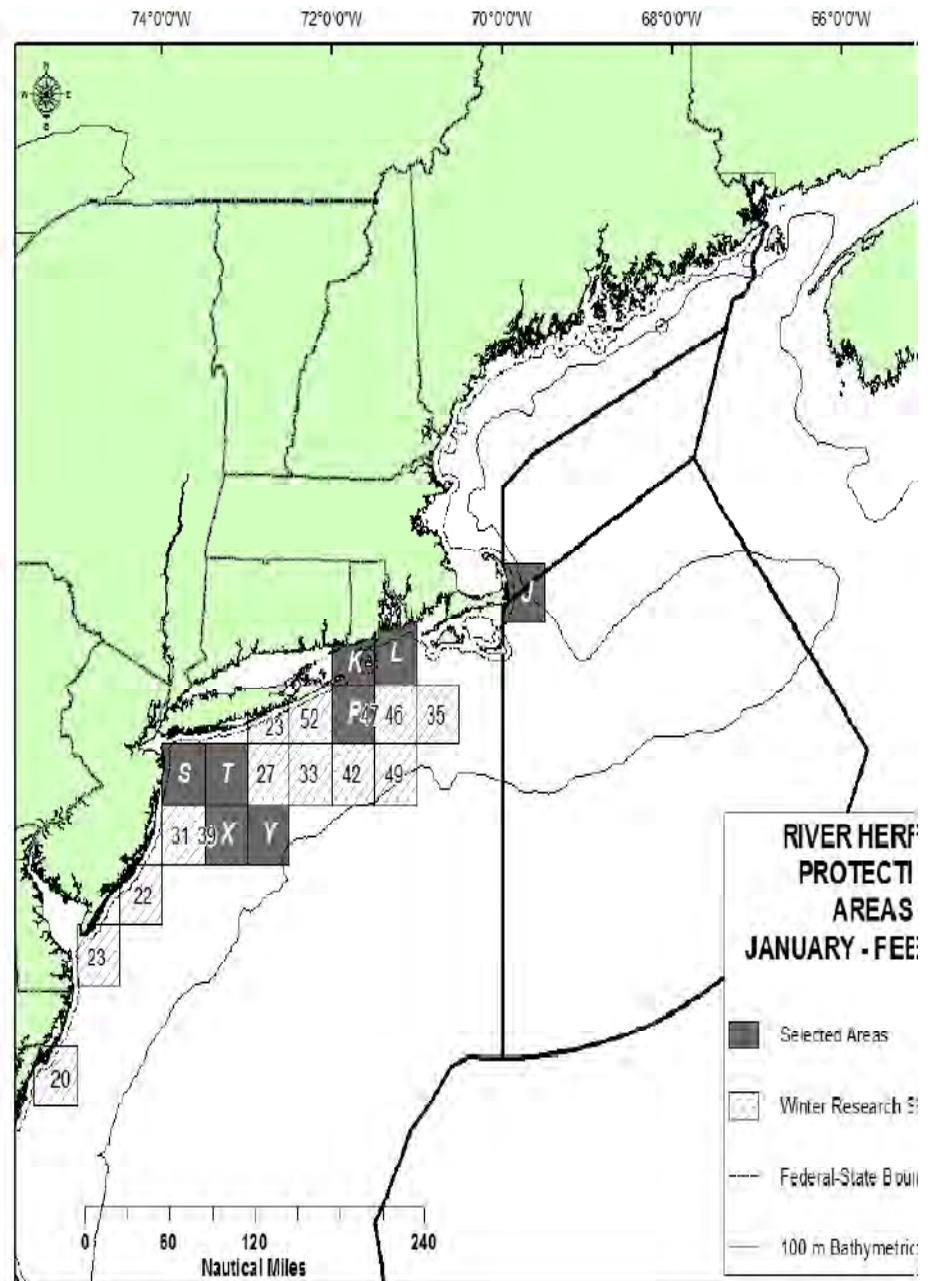 74°0'0"W 72°0'0"W 70°0'0"W 68°0'0"W 66°0'0"W
N
W E
S
J
K L
23 52 P 47 46 35
S T 27 33 42 49
31 39 X Y
22
23
20
RIVER HERR
PROTECTI
AREAS
JANUARY - FEB
Selected Areas
Winter Research S
Federal-State Boun
100 m Bathymetric
0 60 120 240
Nautical Miles